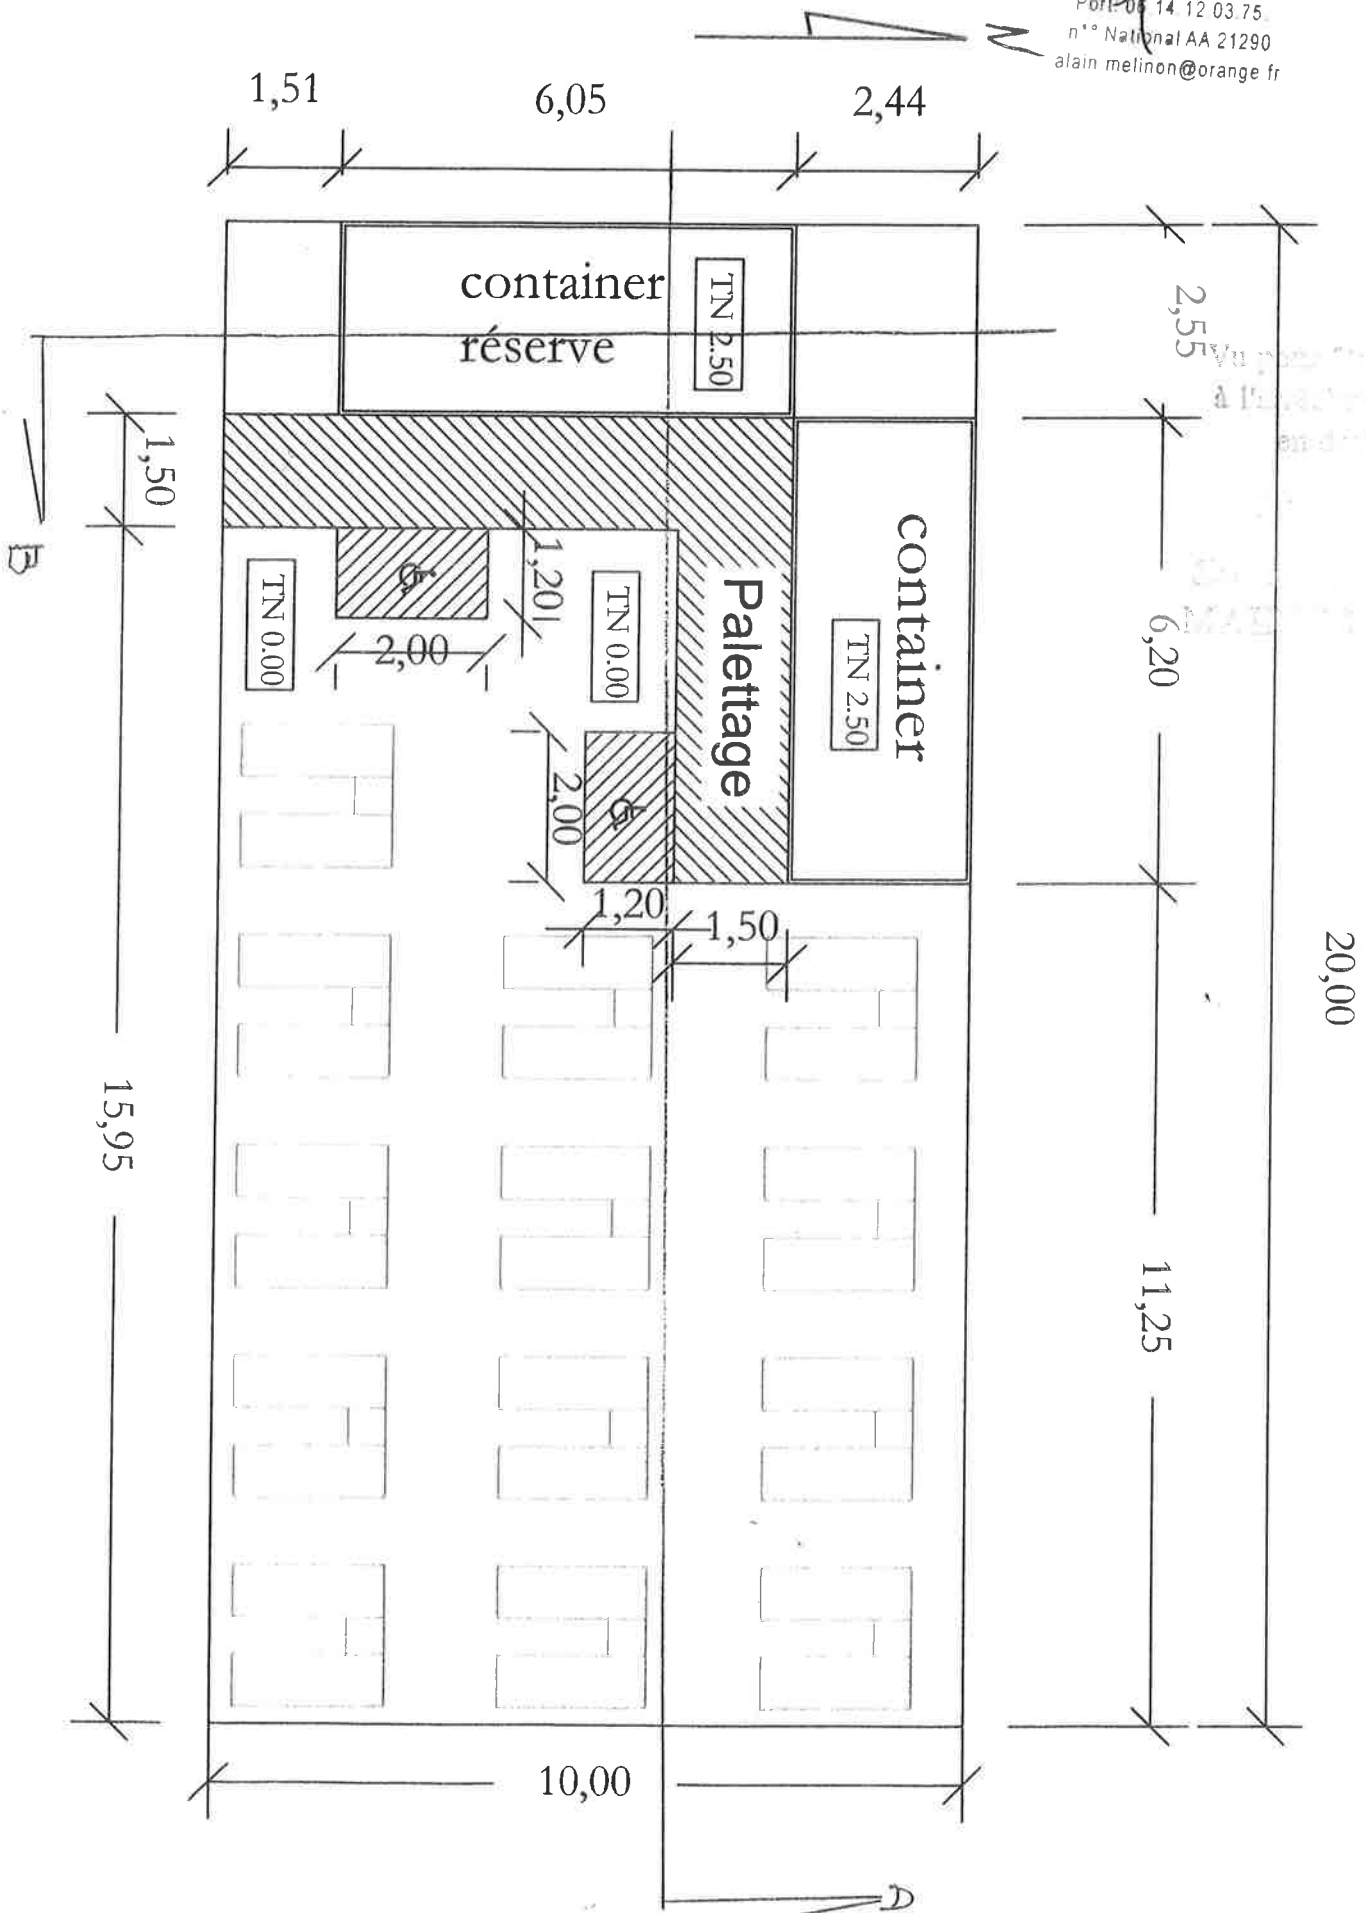 Port. 06 14 12 03.75.
n°° National AA 21290
alain melinon@orange fr
N
1,51
6,05
2,44
container
réserve
TN 2.50
2,55
à
1,50
B
1,20
2,00
TN 0.00
TN 0.00
Palettage
container
TN 2.50
6,20
2,00
1,20
1,50
20,00
15,95
11,25
10,00